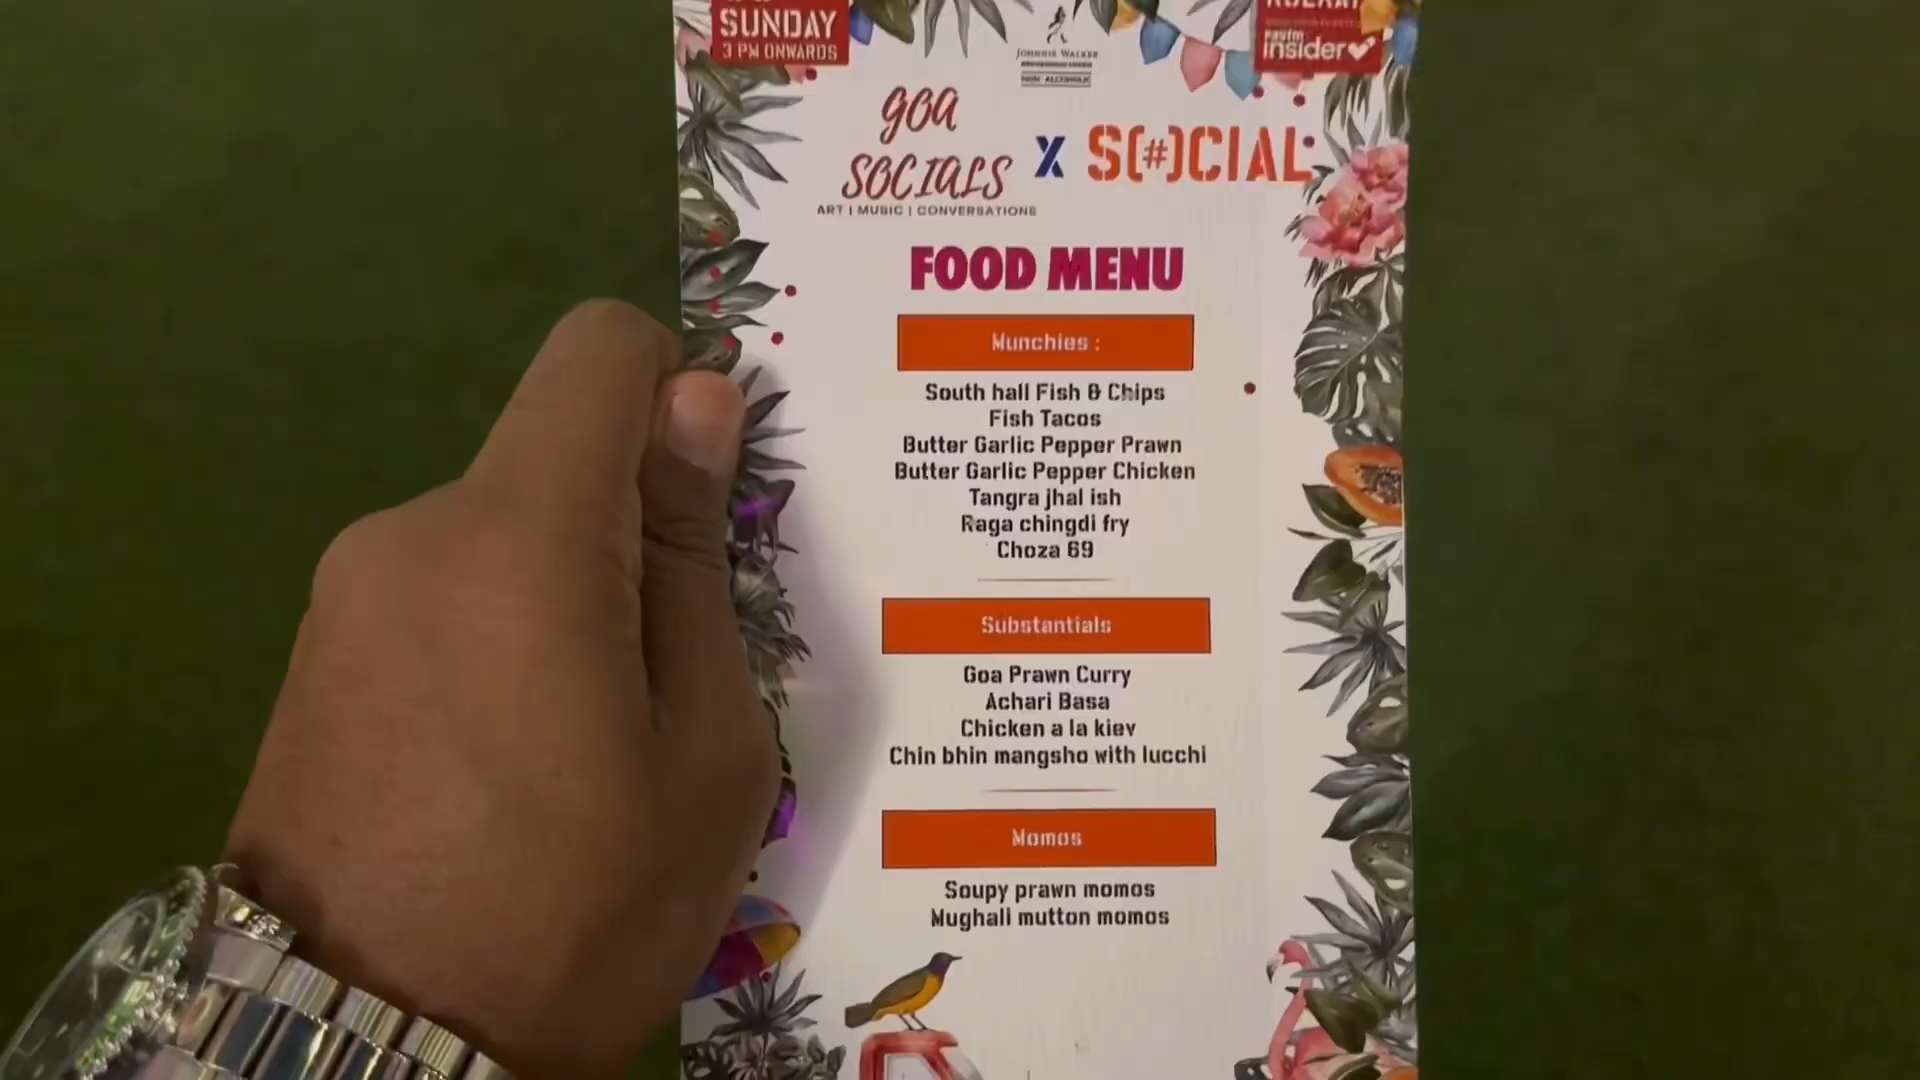 SUNDAY
3 PM ONWARDS
JOHNNIE WALKER
NON ALCOHOLIC
paytm
insider
GOA
SOCIALS
X
S(#)CIAL
ART | MUSIC | CONVERSATIONS
FOOD MENU
Munchies :
South hall Fish & Chips
Fish Tacos
Butter Garlic Pepper Prawn
Butter Garlic Pepper Chicken
Tangra jhal ish
Raga chingdi fry
Choza 69
Substantials
Goa Prawn Curry
Achari Basa
Chicken a la kiev
Chin bhin mangsho with lucchi
Momos
Soupy prawn momos
Mughali mutton momos